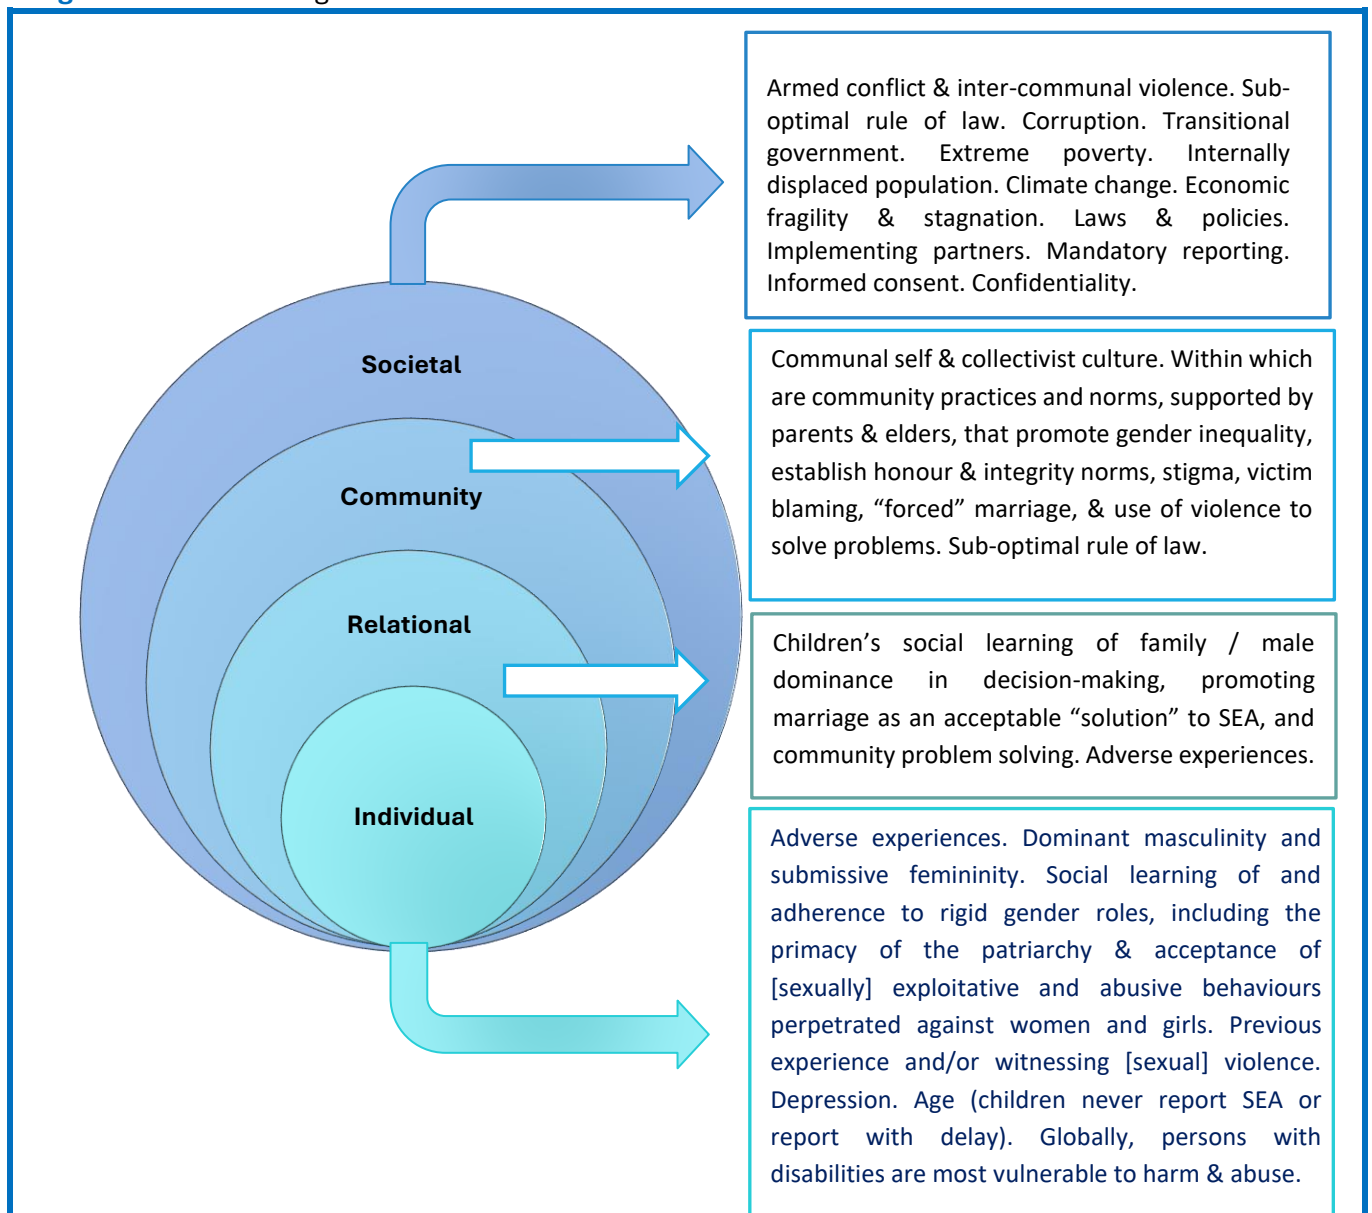 Armed conflict & inter-communal violence. Sub-
optimal rule of law. Corruption. Transitional
government. Extreme poverty. Internally
displaced population. Climate change. Economic
fragility & stagnation. Laws & policies.
Implementing partners. Mandatory reporting.
Informed consent. Confidentiality.
Societal
Communal self & collectivist culture. Within which
are community practices and norms, supported by
parents & elders, that promote gender inequality,
establish honour & integrity norms, stigma, victim
blaming, “forced” marriage, & use of violence to
solve problems. Sub-optimal rule of law.
Community
Relational
Children’s social learning of family / male
dominance in decision-making, promoting
marriage as an acceptable “solution” to SEA, and
community problem solving. Adverse experiences.
Individual
Adverse experiences. Dominant masculinity and
submissive femininity. Social learning of and
adherence to rigid gender roles, including the
primacy of the patriarchy & acceptance of
[sexually] exploitative and abusive behaviours
perpetrated against women and girls. Previous
experience and/or witnessing [sexual] violence.
Depression. Age (children never report SEA or
report with delay). Globally, persons with
disabilities are most vulnerable to harm & abuse.